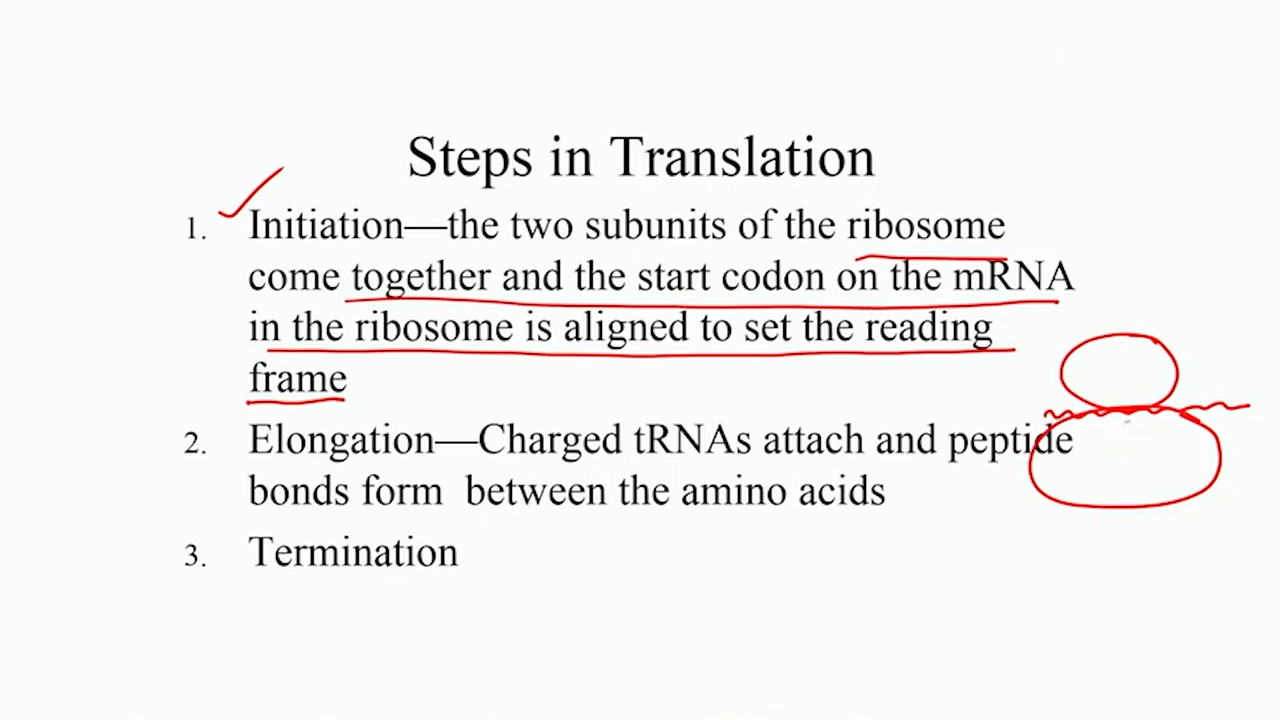 Steps in Translation
1. Initiation—the two subunits of the ribosome
come together and the start codon on the mRNA
in the ribosome is aligned to set the reading
frame
2. Elongation—Charged tRNAs attach and peptide
bonds form  between the amino acids
3. Termination